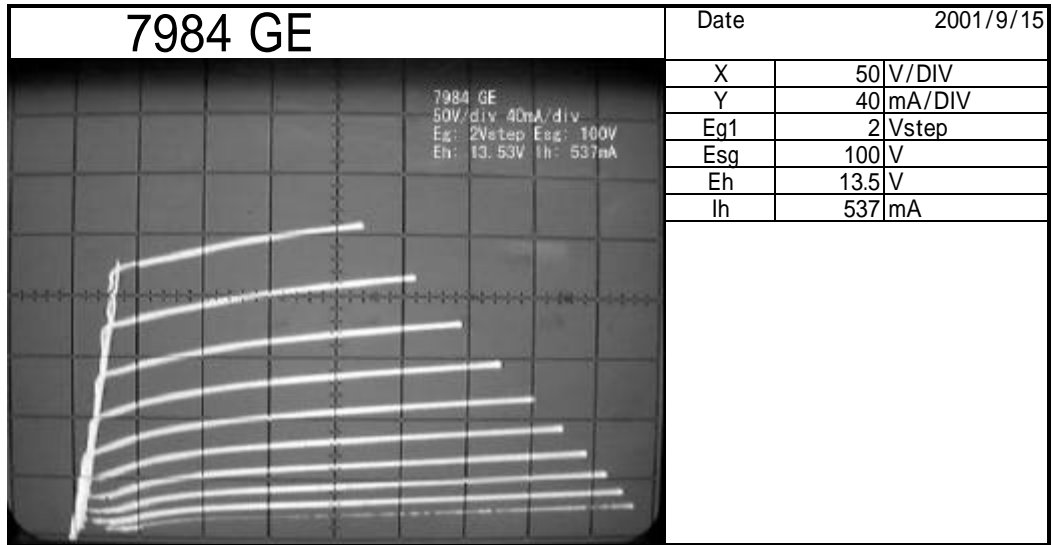 7984 GE
Date 2001/9/15
7984 GE
50V/div 40mA/div
Eg: 2Vstep Esg: 100V
Eh: 13.53V Ih: 537mA
X 50 V/DIV
Y 40 mA/DIV
Eg1 2 Vstep
Esg 100 V
Eh 13.5 V
Ih 537 mA